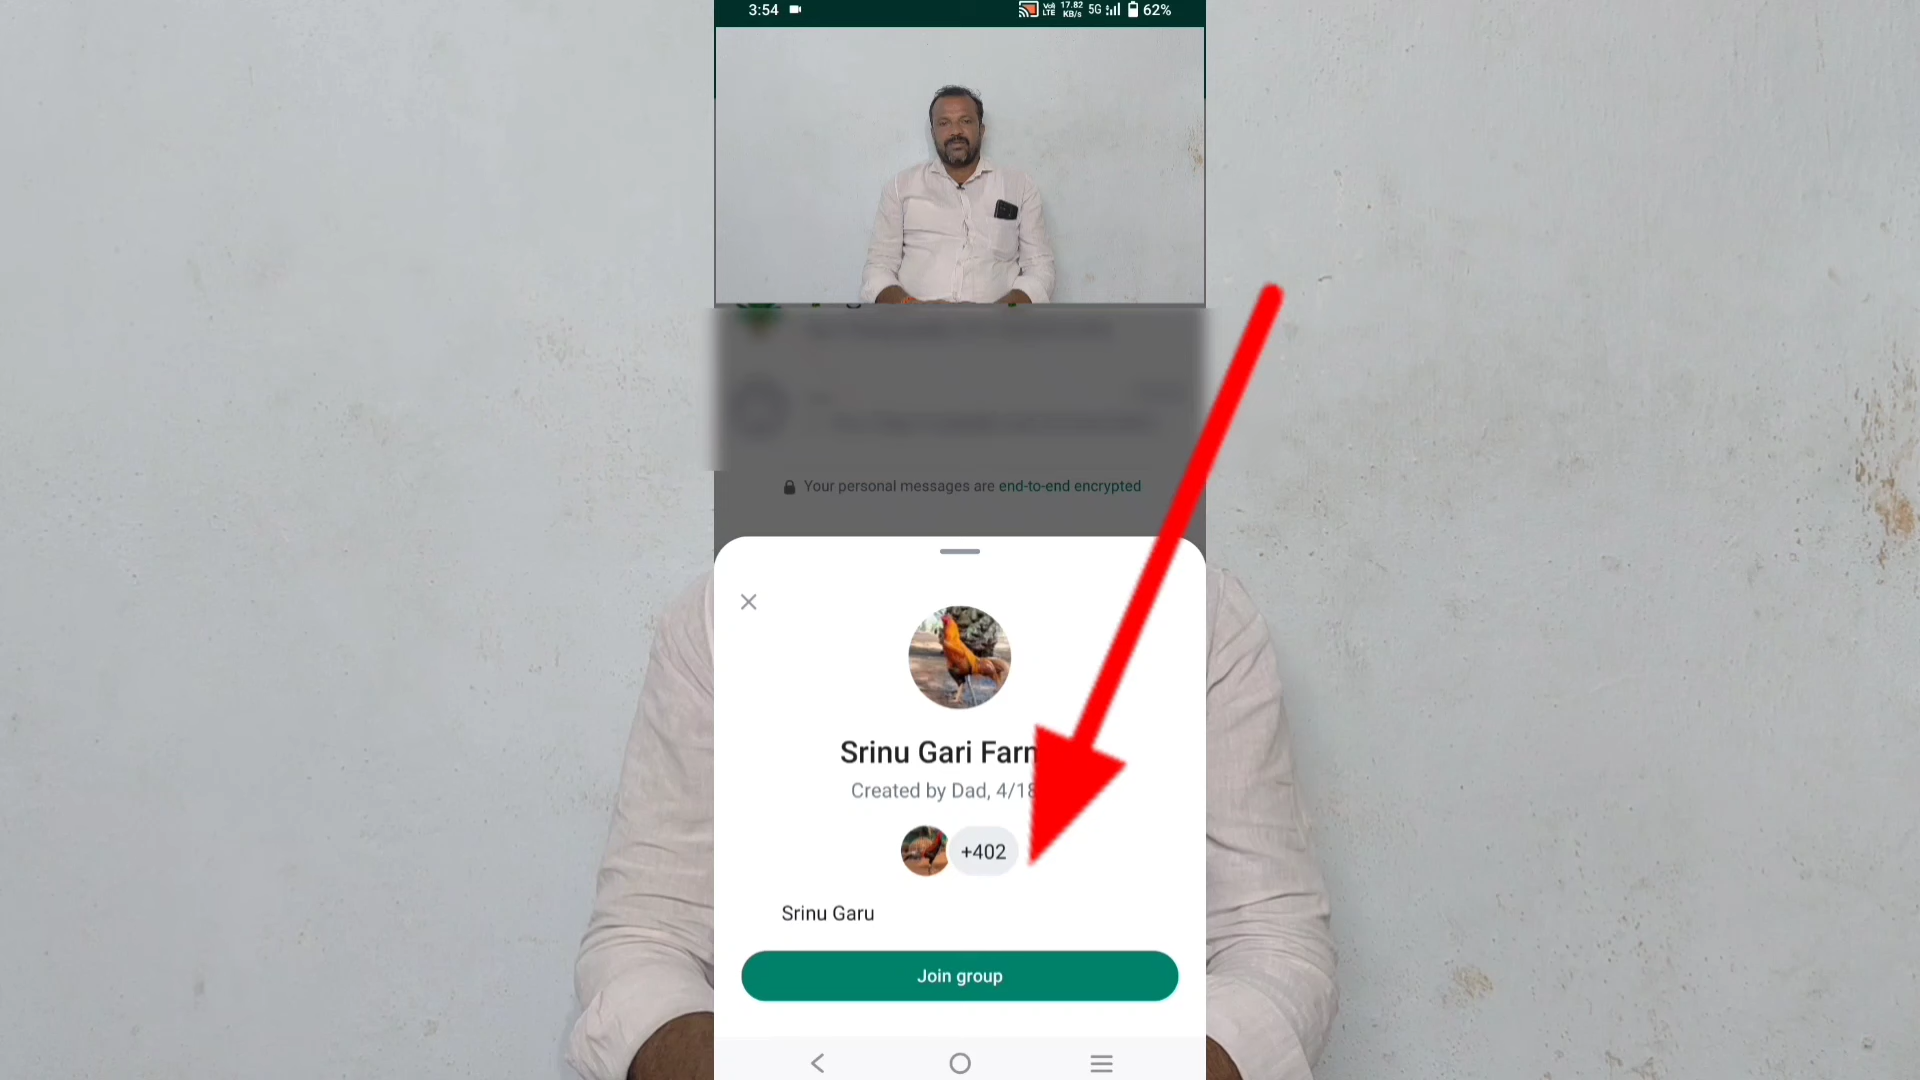 3:54 VoLTE 17.82 KB/s 5G 62%
Your personal messages are end-to-end encrypted
Srinu Gari
Created by Dad, 4/18
+402
Srinu Garu
Join group